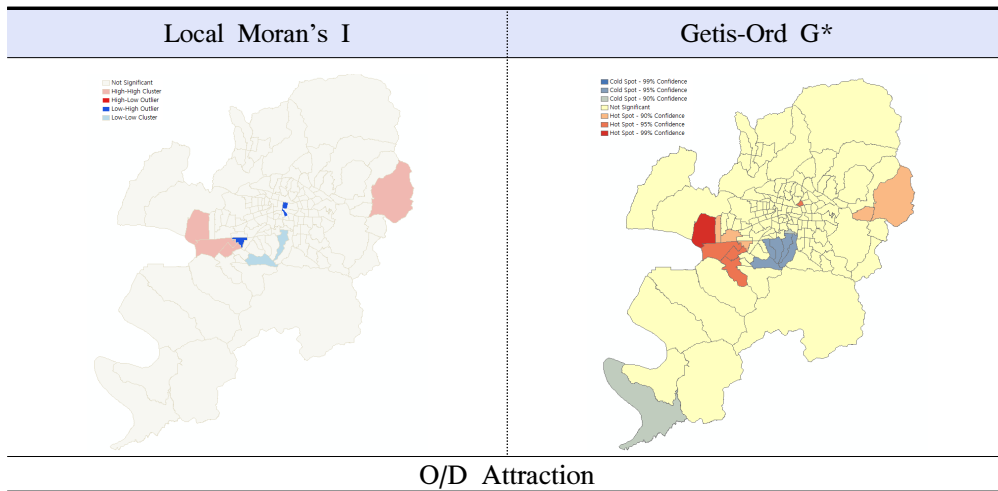 Local Moran's I
Getis-Ord G*
Not Significant
High-High Cluster
High-Low Outlier
Low-High Outlier
Low-Low Cluster
Cold Spot - 99% Confidence
Cold Spot - 95% Confidence
Cold Spot - 90% Confidence
Not Significant
Hot Spot - 90% Confidence
Hot Spot - 95% Confidence
Hot Spot - 99% Confidence
O/D Attraction